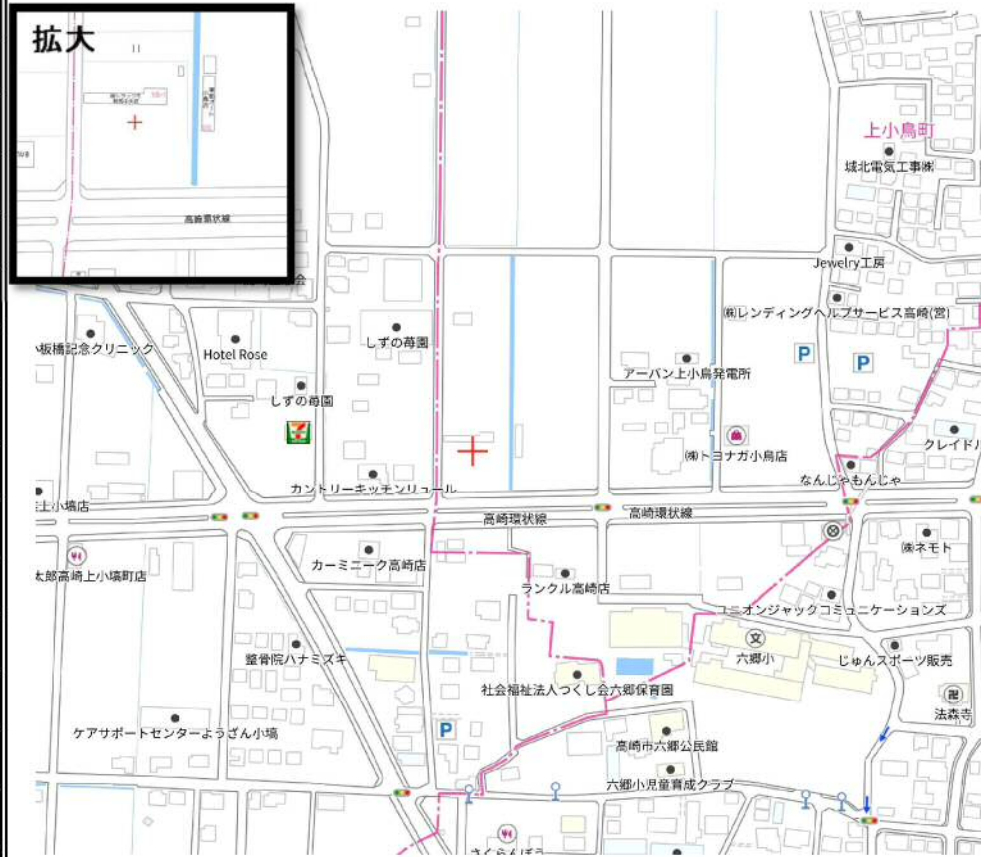 拡大
高崎環状線
会
上小鳥町
城北電気工事㈱
Jewelry工房
㈱レンディングヘルプサービス高崎(営)
板橋記念クリニック
Hotel Rose
しずの苺園
しずの苺園
アーバン上小鳥発電所
P
P
㈱トヨナガ小鳥店
クレイドル
なんじゃもんじゃ
カントリーキッチンリュール
上小塙店
高崎環状線
高崎環状線
カーミニーク高崎店
ランクル高崎店
㈱ネモト
太郎高崎上小塙町店
ユニオンジャックコミュニケーションズ
文
六郷小
整骨院ハナミズキ
じゅんスポーツ販売
社会福祉法人つくし会六郷保育園
卍
法森寺
ケアサポートセンターようざん小塙
P
高崎市六郷公民館
六郷小児童育成クラブ
さくらんぼう